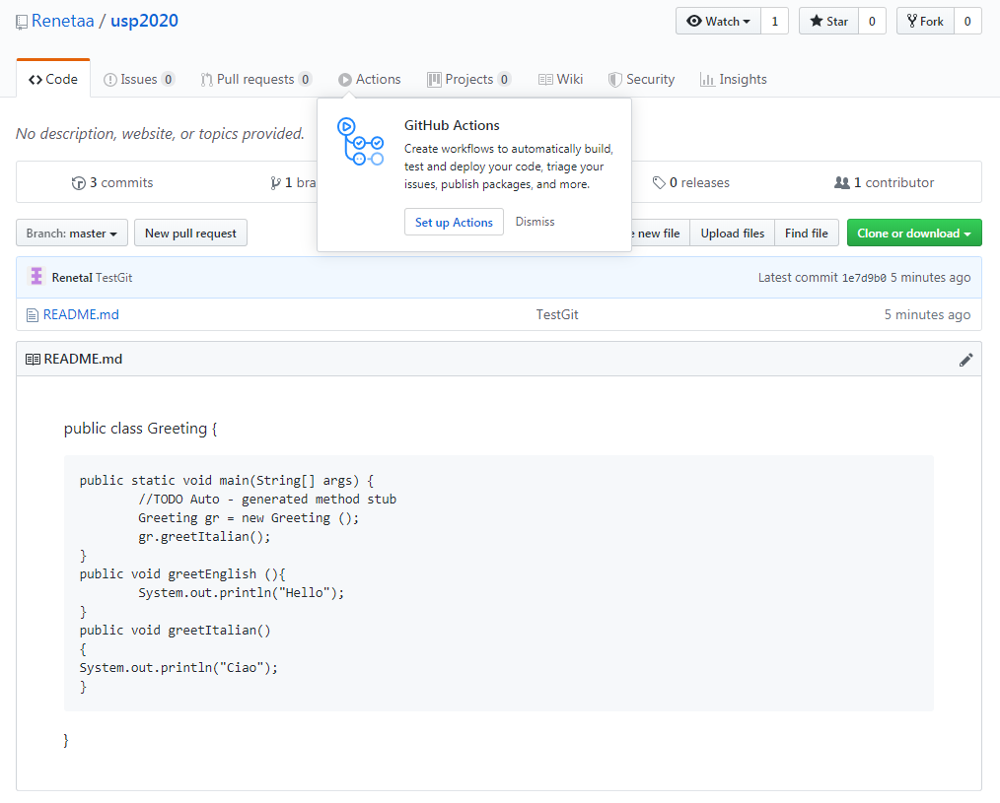 Renetaa / usp2020
Watch 1 Star 0 Fork 0
Code Issues 0 Pull requests 0 Actions Projects 0 Wiki Security Insights
No description, website, or topics provided.
GitHub Actions
Create workflows to automatically build,
test and deploy your code, triage your
issues, publish packages, and more.
Set up Actions Dismiss
3 commits 1 bra 0 releases 1 contributor
Branch: master New pull request new file Upload files Find file Clone or download
RenetaI TestGit Latest commit 1e7d9b0 5 minutes ago
README.md TestGit 5 minutes ago
README.md
public class Greeting {
public static void main(String[] args) {
//TODO Auto - generated method stub
Greeting gr = new Greeting ();
gr.greetItalian();
}
public void greetEnglish (){
System.out.println("Hello");
}
public void greetItalian()
{
System.out.println("Ciao");
}
}